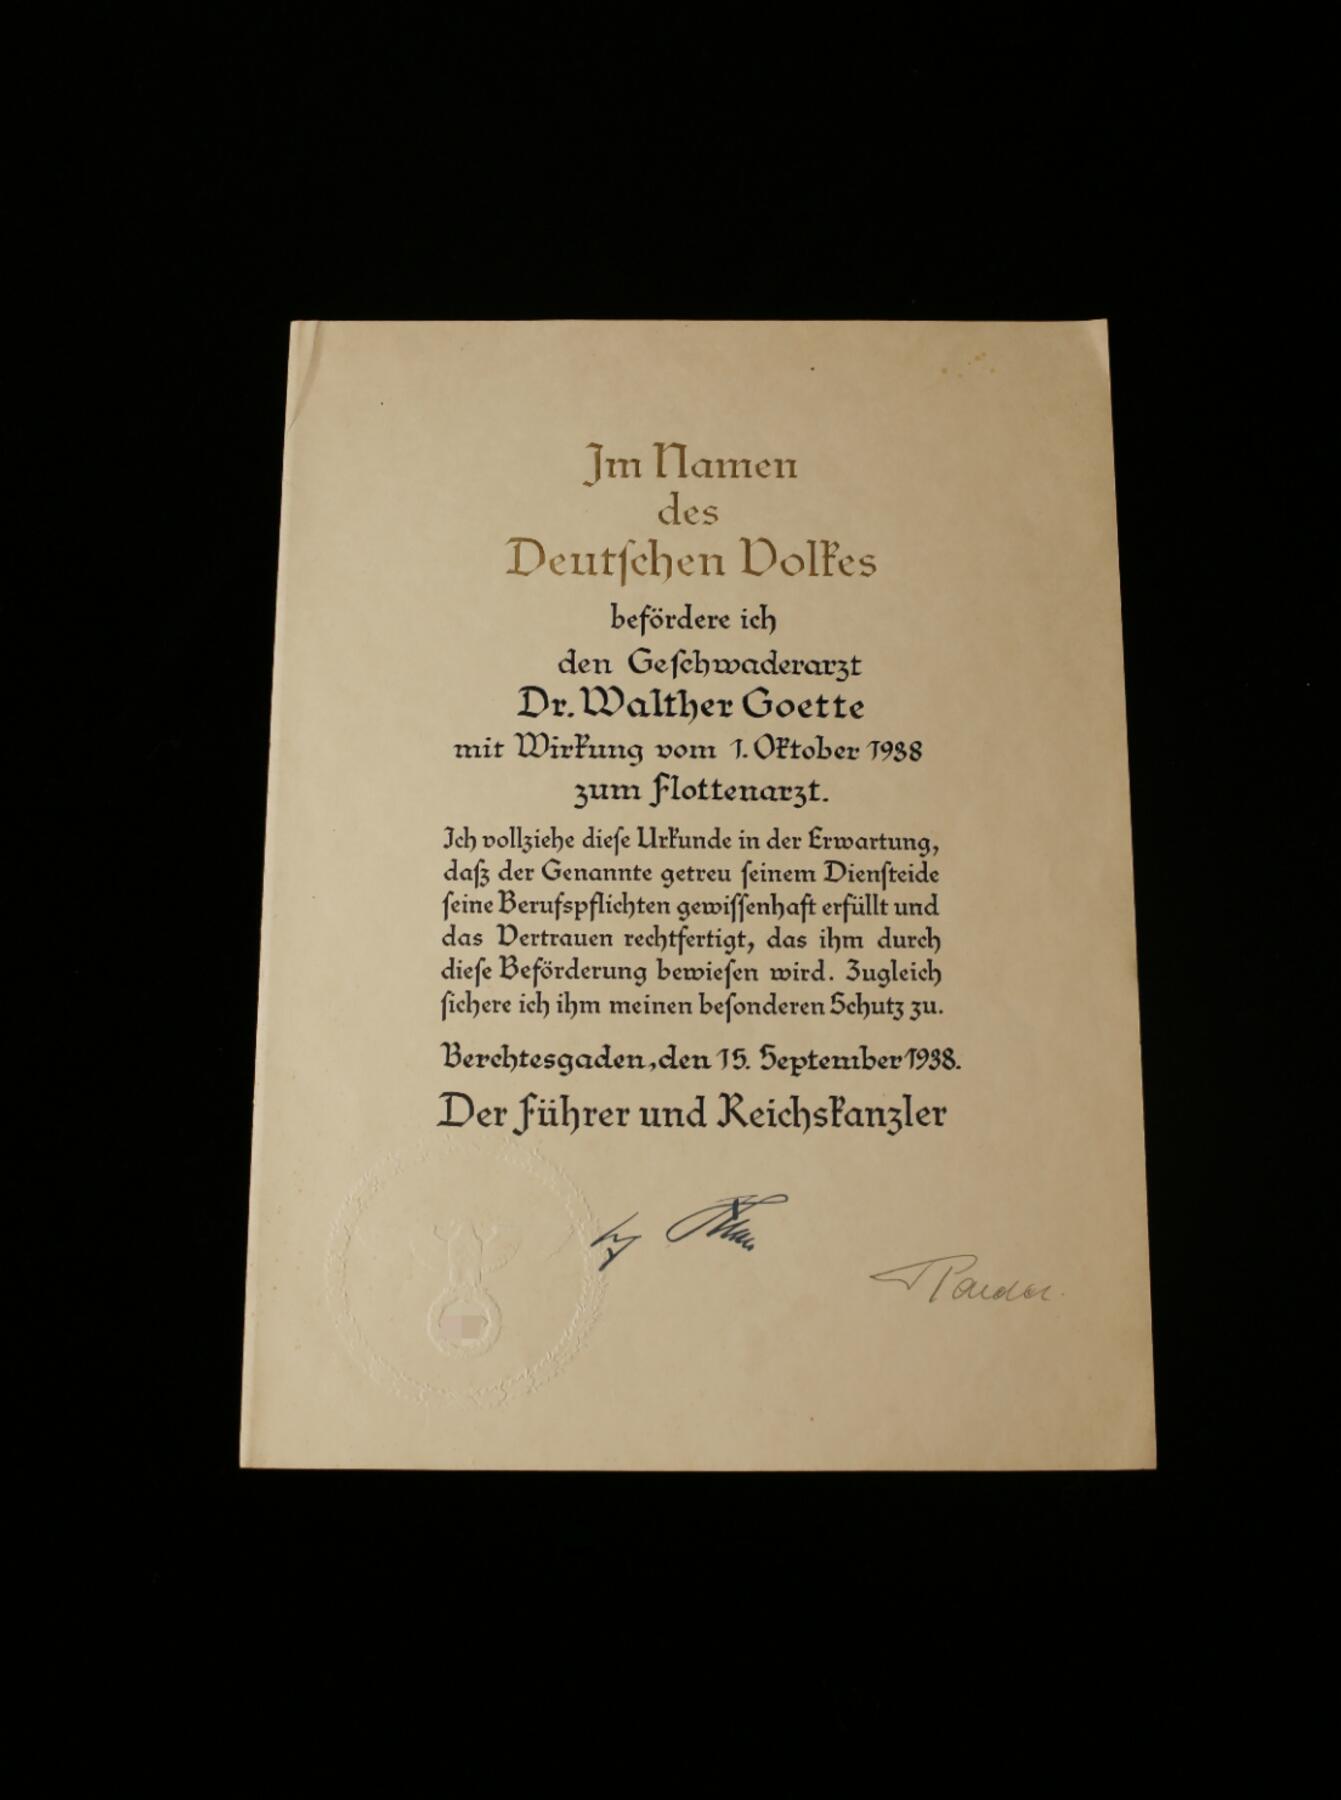 Im Namen
des
Deutſchen Volkes
befördere ich
den Geſchwaderarzt
Dr. Walther Goette
mit Wirkung vom 1. Oktober 1938
zum Flottenarzt.
Ich vollziehe dieſe Urkunde in der Erwartung,
daß der Genannte getreu ſeinem Dienſteide
ſeine Berufspflichten gewiſſenhaft erfüllt und
das Vertrauen rechtfertigt, das ihm durch
dieſe Beförderung bewieſen wird. Zugleich
ſichere ich ihm meinen beſonderen Schutz zu.
Berchtesgaden, den 15. September 1938.
Der Führer und Reichskanzler
Raeder.